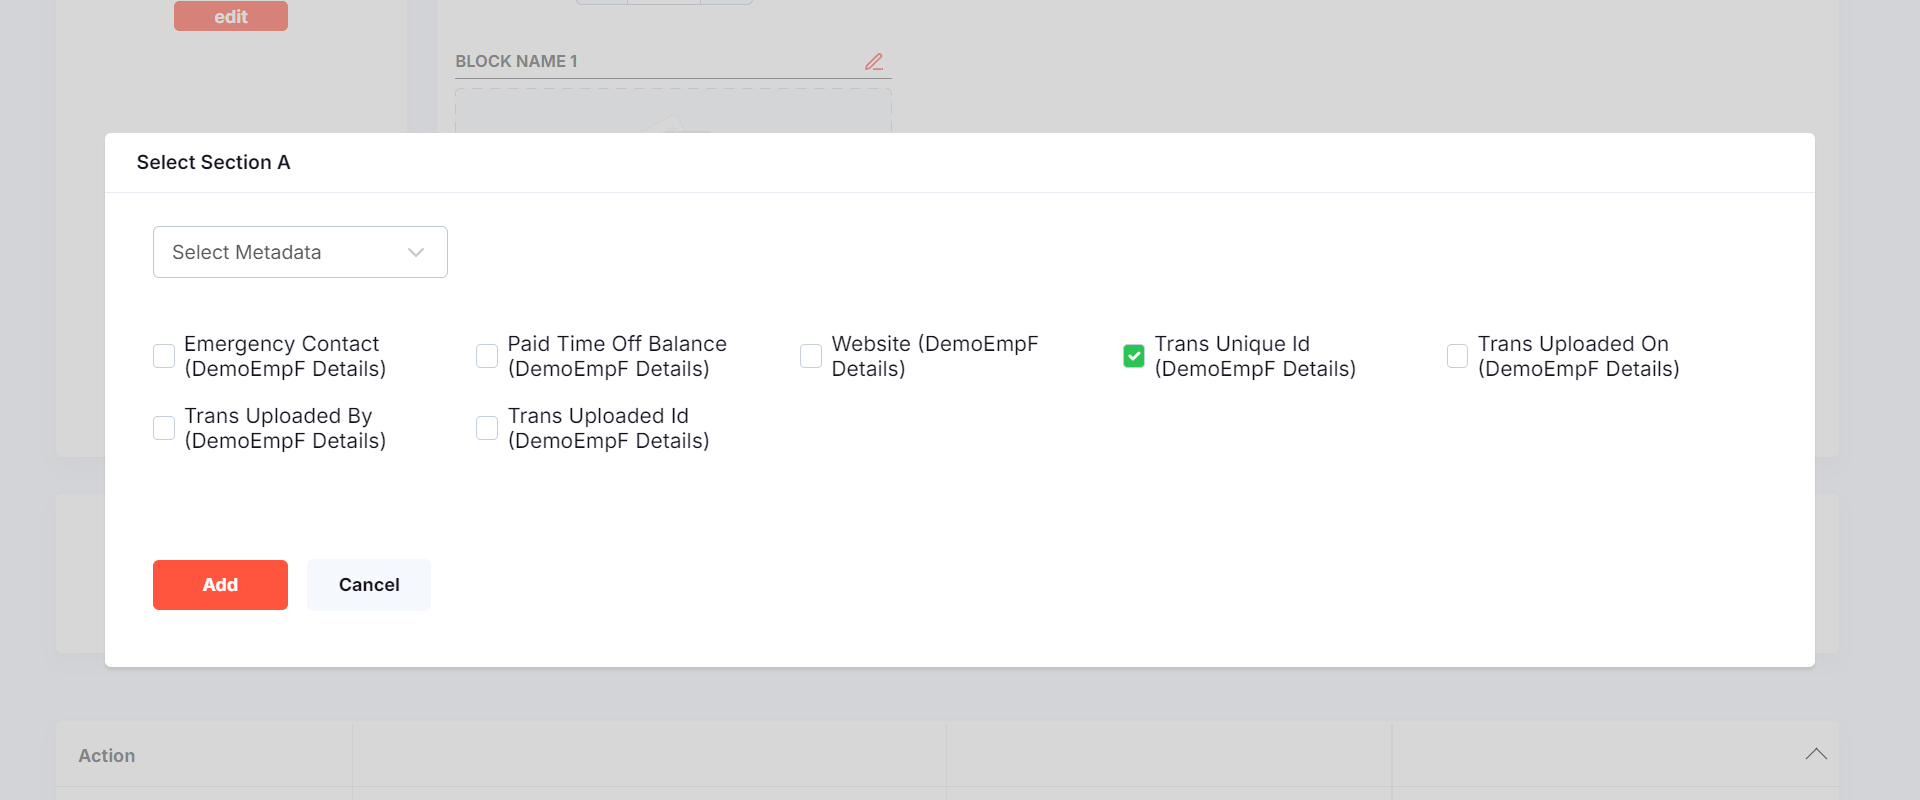 edit
BLOCK NAME 1
Select Section A
Select Metadata
Emergency Contact
(DemoEmpF Details)
Paid Time Off Balance
(DemoEmpF Details)
Website (DemoEmpF
Details)
Trans Unique Id
(DemoEmpF Details)
Trans Uploaded On
(DemoEmpF Details)
Trans Uploaded By
(DemoEmpF Details)
Trans Uploaded Id
(DemoEmpF Details)
Add
Cancel
Action